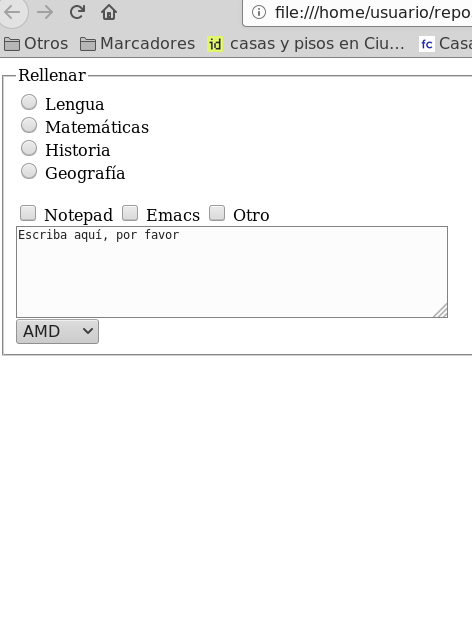 file:///home/usuario/repo
Otros Marcadores id casas y pisos en Ciu... fc Casa
Rellenar
Lengua
Matemáticas
Historia
Geografía
Notepad Emacs Otro
Escriba aquí, por favor
AMD